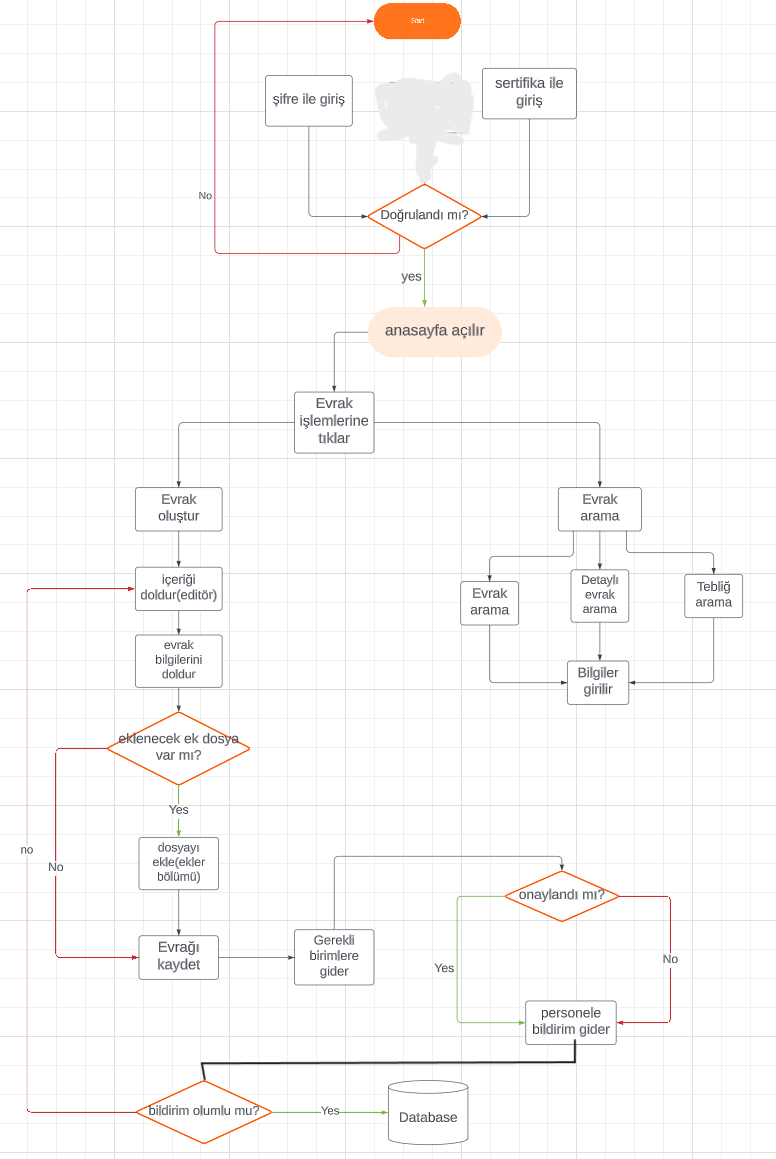 Start
şifre ile giriş
sertifika ile
giriş
No
Doğrulandı mı?
yes
anasayfa açılır
Evrak
işlemlerine
tıklar
Evrak
oluştur
Evrak
arama
içeriği
doldur(editör)
Evrak
arama
Detaylı
evrak
arama
Tebliğ
arama
evrak
bilgilerini
doldur
Bilgiler
girilir
eklenecek ek dosya
var mı?
Yes
no
No
dosyayı
ekle(ekler
bölümü)
onaylandı mı?
Evrağı
kaydet
Gerekli
birimlere
gider
Yes
No
personele
bildirim gider
bildirim olumlu mu?
Yes
Database